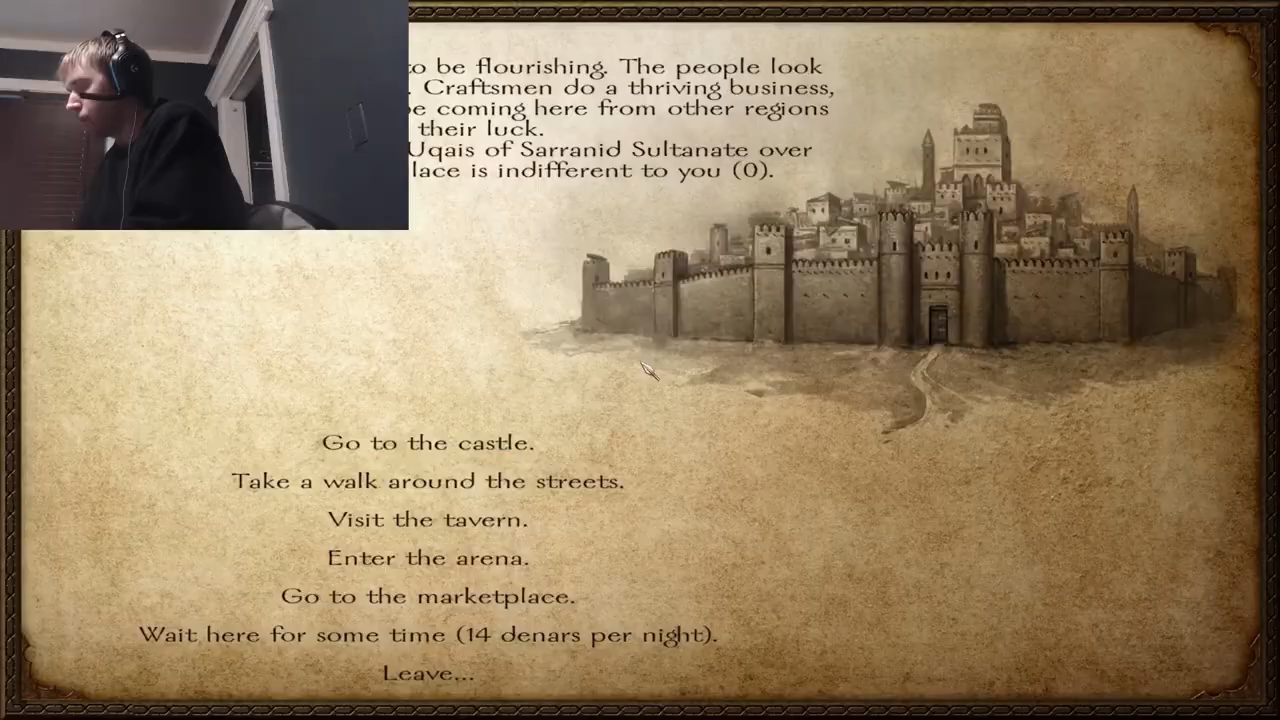 to be flourishing. The people look
. Craftsmen do a thriving business,
be coming here from other regions
their luck.
Uqais of Sarranid Sultanate over
lace is indifferent to you (0).
Go to the castle.
Take a walk around the streets.
Visit the tavern.
Enter the arena.
Go to the marketplace.
Wait here for some time (14 denars per night).
Leave...